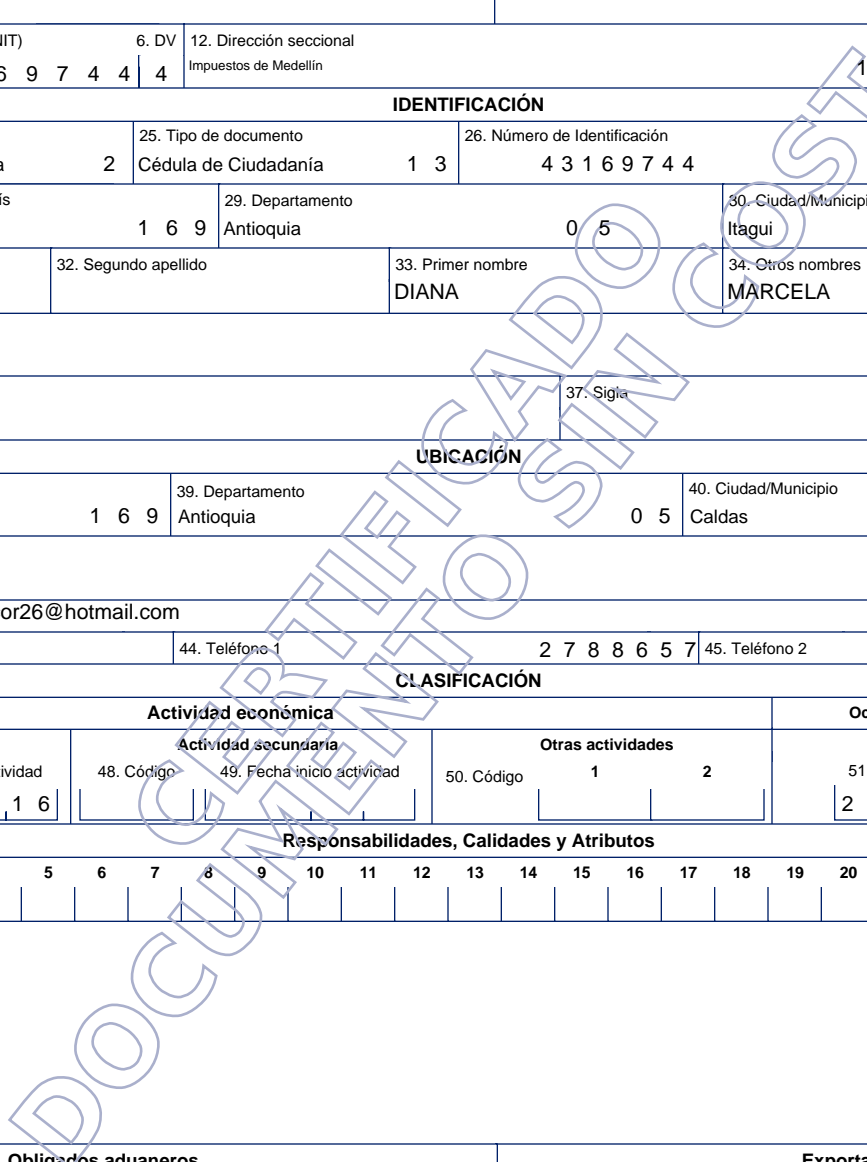 NIT) 6. DV 12. Dirección seccional
6 9 7 4 4 4 Impuestos de Medellín 1
IDENTIFICACIÓN
25. Tipo de documento 26. Número de Identificación
a 2 Cédula de Ciudadanía 1 3 4 3 1 6 9 7 4 4
ís 29. Departamento 30. Ciudad/Municipi
1 6 9 Antioquia 0 5 Itagui
32. Segundo apellido 33. Primer nombre 34. Otros nombres
DIANA MARCELA
37. Sigla
UBICACIÓN
39. Departamento 40. Ciudad/Municipio
1 6 9 Antioquia 0 5 Caldas
or26@hotmail.com
44. Teléfono 1 2 7 8 8 6 5 7 45. Teléfono 2
CLASIFICACIÓN
Actividad económica Oc
Actividad secundaria Otras actividades
tividad 48. Código 49. Fecha inicio actividad 50. Código 1 2 51
1 6 2
Responsabilidades, Calidades y Atributos
5 6 7 8 9 10 11 12 13 14 15 16 17 18 19 20
Obligados aduaneros Exporta
CERTIFICADO
DOCUMENTO SIN COST